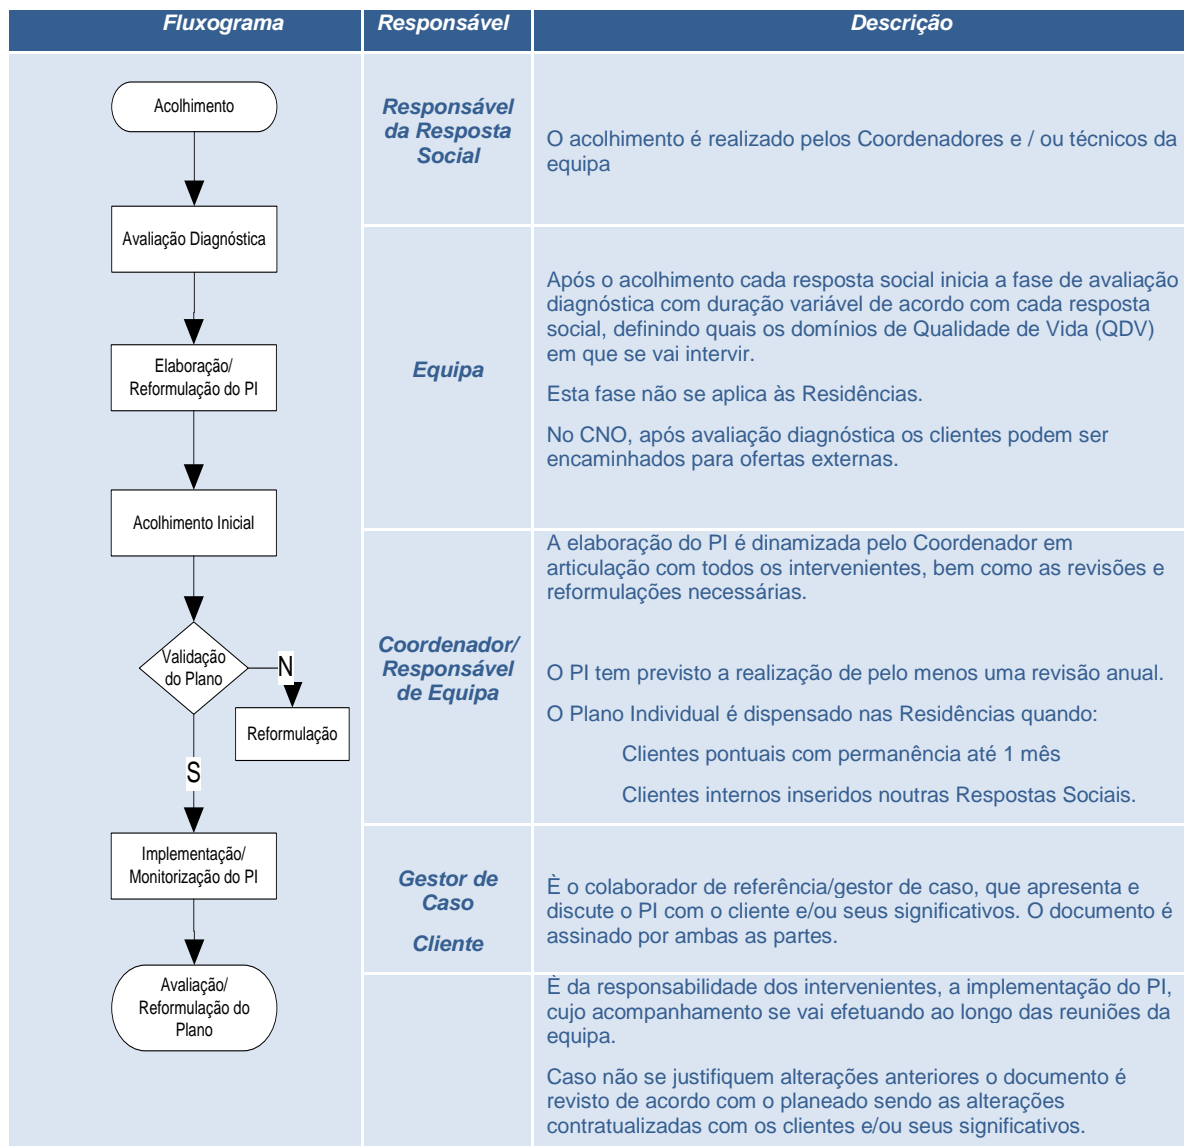 Fluxograma
Responsável
Descrição
Acolhimento
Avaliação Diagnóstica
Elaboração/
Reformulação do PI
Acolhimento Inicial
Validação
do Plano
N
Reformulação
S
Implementação/
Monitorização do PI
Avaliação/
Reformulação do
Plano
Responsável
da Resposta
Social
O acolhimento é realizado pelos Coordenadores e / ou técnicos da
equipa
Equipa
Após o acolhimento cada resposta social inicia a fase de avaliação
diagnóstica com duração variável de acordo com cada resposta
social, definindo quais os domínios de Qualidade de Vida (QDV)
em que se vai intervir.
Esta fase não se aplica às Residências.
No CNO, após avaliação diagnóstica os clientes podem ser
encaminhados para ofertas externas.
Coordenador/
Responsável
de Equipa
A elaboração do PI é dinamizada pelo Coordenador em
articulação com todos os intervenientes, bem como as revisões e
reformulações necessárias.
O PI tem previsto a realização de pelo menos uma revisão anual.
O Plano Individual é dispensado nas Residências quando:
Clientes pontuais com permanência até 1 mês
Clientes internos inseridos noutras Respostas Sociais.
Gestor de
Caso
Cliente
È o colaborador de referência/gestor de caso, que apresenta e
discute o PI com o cliente e/ou seus significativos. O documento é
assinado por ambas as partes.
È da responsabilidade dos intervenientes, a implementação do PI,
cujo acompanhamento se vai efetuando ao longo das reuniões da
equipa.
Caso não se justifiquem alterações anteriores o documento é
revisto de acordo com o planeado sendo as alterações
contratualizadas com os clientes e/ou seus significativos.